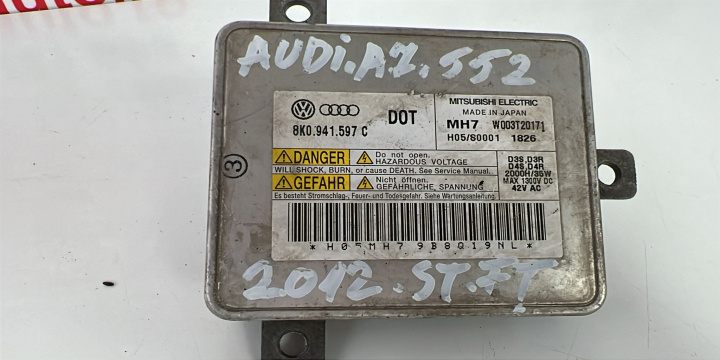 AUDI.A7.552
8K0.941.597 C
DOT
MITSUBISHI ELECTRIC
MADE IN JAPAN
MH7 W003T20171
H05/S0001 1826
DANGER Do not open.
HAZARDOUS VOLTAGE
WILL SHOCK, BURN, or cause DEATH. See Service Manual.
GEFAHR Nicht öffnen.
GEFÄHRLICHE, SPANNUNG
Es besteht Stromschlag-, Feuer- und Todesgefahr. Siehe Wartungsanleitung.
D3S, D3R
D4S, D4R
2000H/35W
MAX 1300V DC
42V AC
3
*H05MH79B8Q19NL*
2012.ST.FT